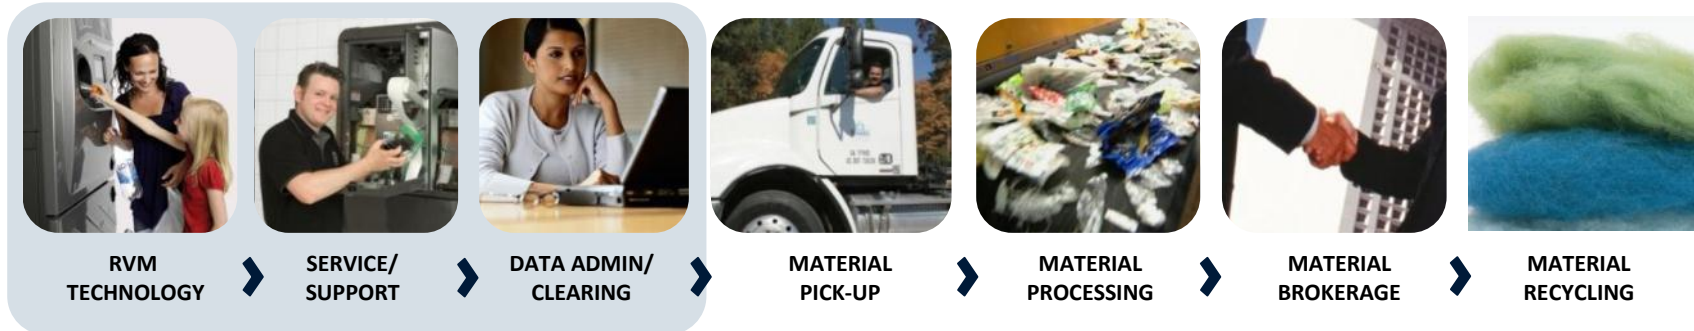 RVM
TECHNOLOGY
SERVICE/
SUPPORT
DATA ADMIN/
CLEARING
MATERIAL
PICK-UP
MATERIAL
PROCESSING
MATERIAL
BROKERAGE
MATERIAL
RECYCLING